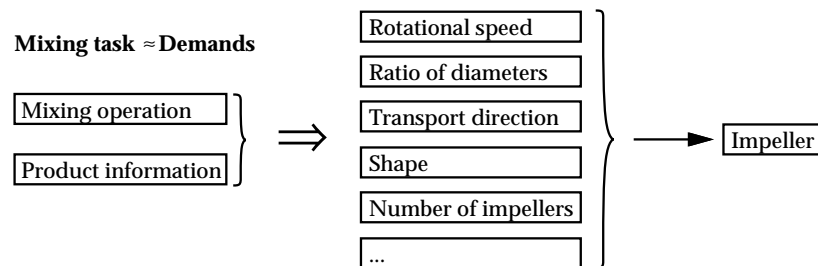 Mixing task ≈ Demands
Mixing operation
Product information
Rotational speed
Ratio of diameters
Transport direction
Shape
Number of impellers
...
Impeller